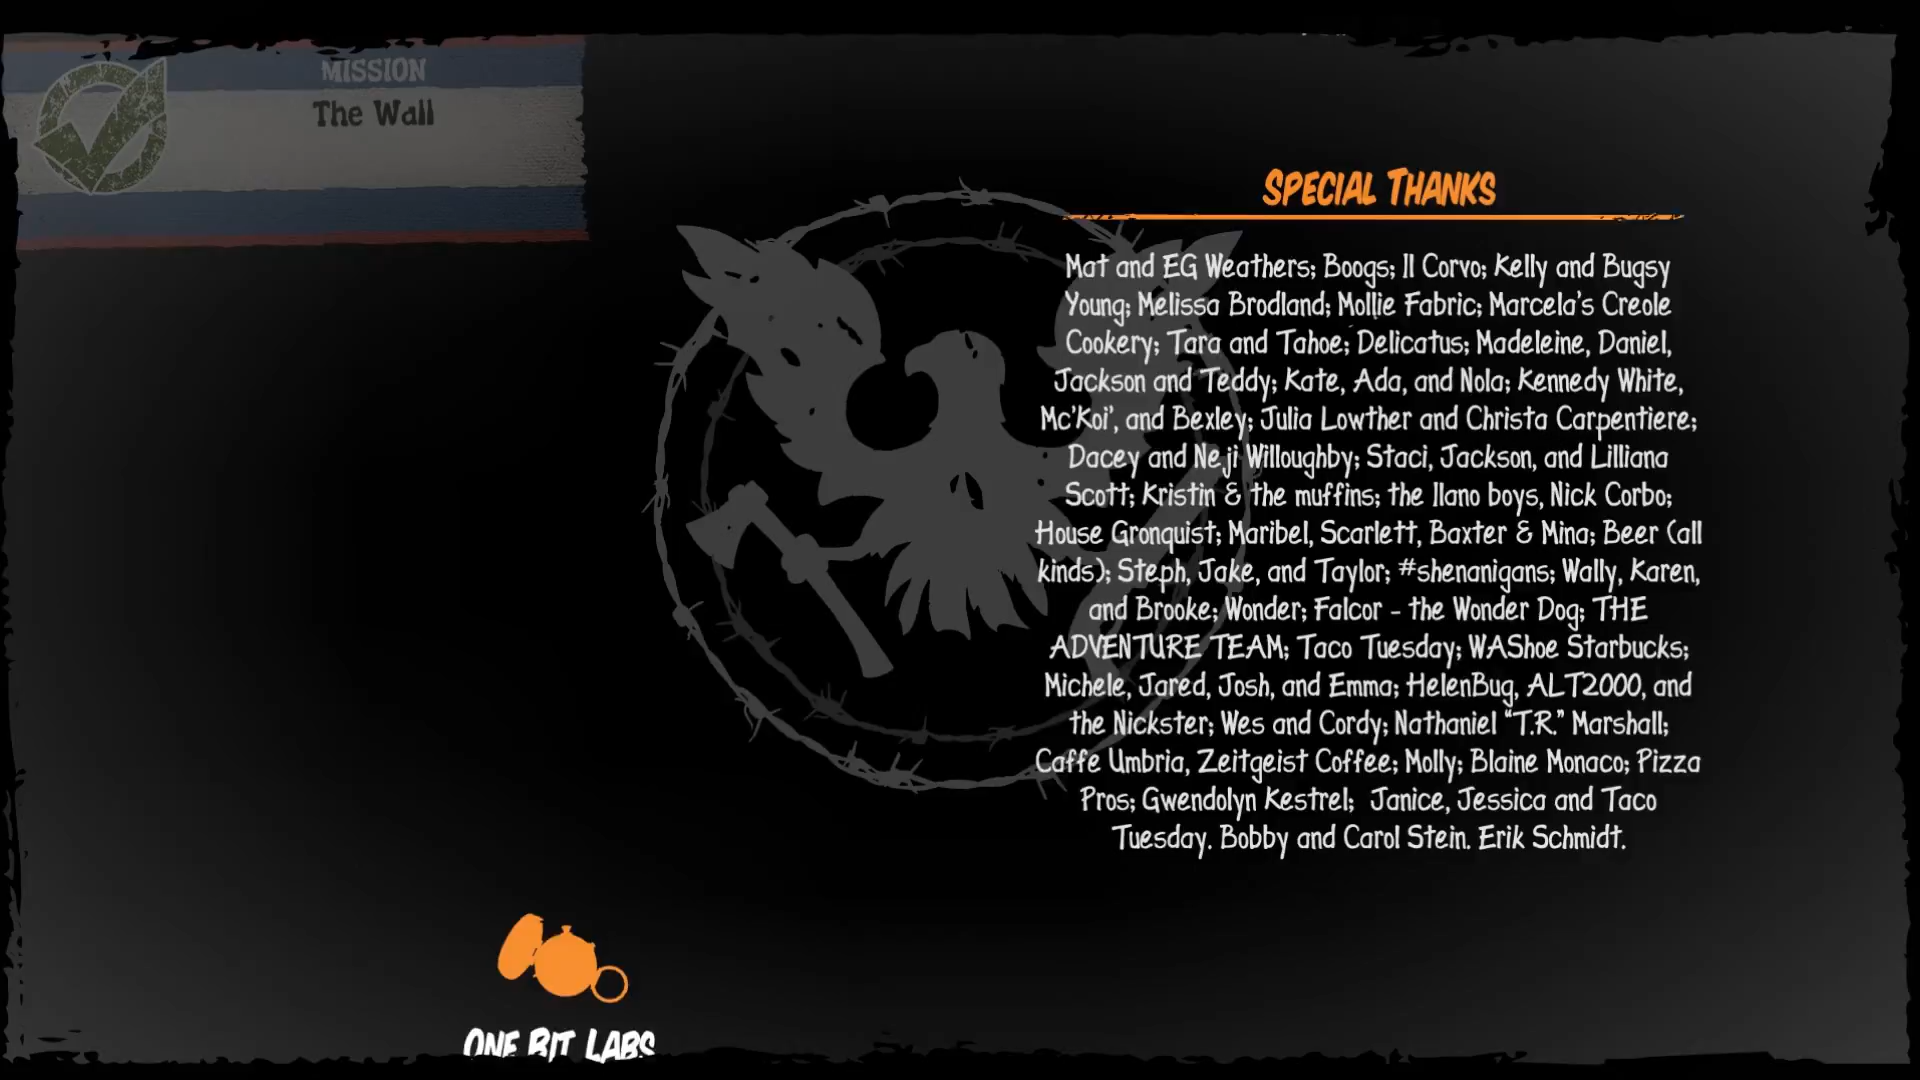 MISSION
The Wall
SPECIAL THANKS
Mat and EG Weathers; Boogs; Il Corvo; Kelly and Bugsy
Young; Melissa Brodland; Mollie Fabric; Marcela's Creole
Cookery; Tara and Tahoe; Delicatus; Madeleine, Daniel,
Jackson and Teddy; Kate, Ada, and Nola; Kennedy White,
Mc'Koi', and Bexley; Julia Lowther and Christa Carpentiere;
Dacey and Neji Willoughby; Staci, Jackson, and Lilliana
Scott; Kristin & the muffins; the llano boys, Nick Corbo;
House Gronquist; Maribel, Scarlett, Baxter & Mina; Beer (all
kinds); Steph, Jake, and Taylor; #shenanigans; Wally, Karen,
and Brooke; Wonder; Falcor - the Wonder Dog; THE
ADVENTURE TEAM; Taco Tuesday; WAShoe Starbucks;
Michele, Jared, Josh, and Emma; HelenBug, ALT2000, and
the Nickster; Wes and Cordy; Nathaniel "T.R." Marshall;
Caffe Umbria, Zeitgeist Coffee; Molly; Blaine Monaco; Pizza
Pros; Gwendolyn Kestrel;  Janice, Jessica and Taco
Tuesday. Bobby and Carol Stein. Erik Schmidt.
ONE BIT LABS